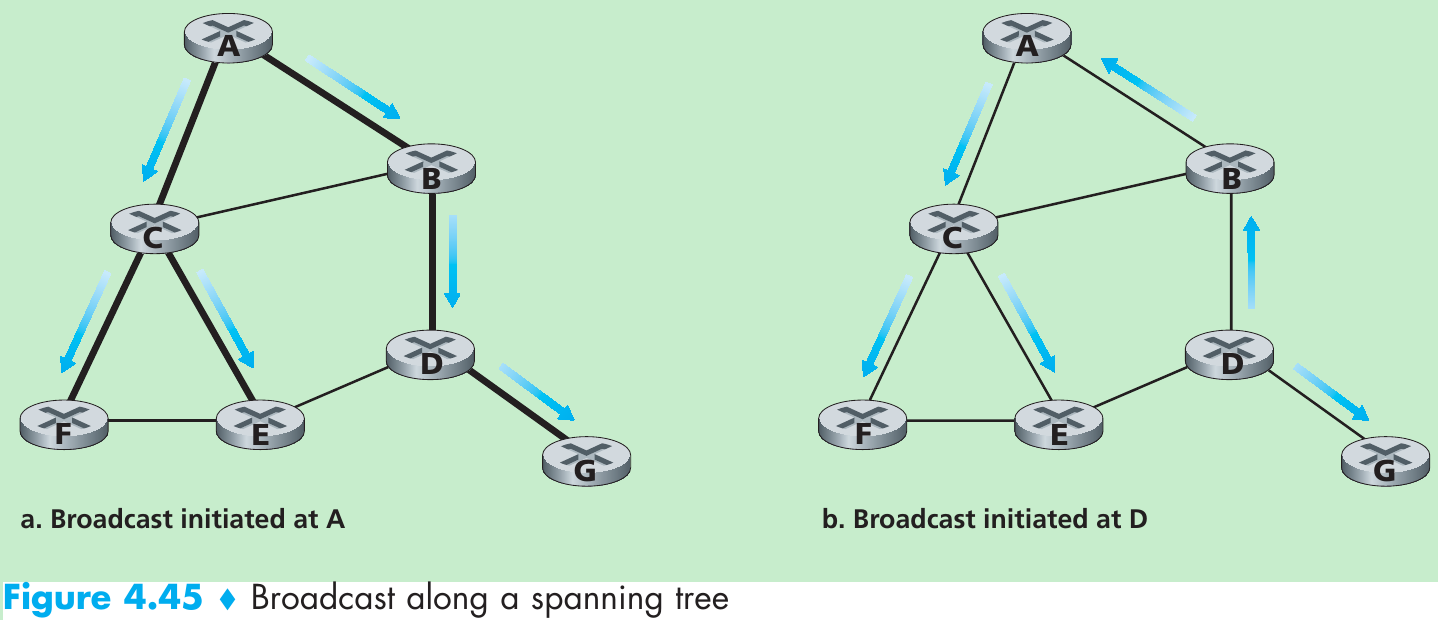 A
A
B
B
C
C
D
D
F
E
F
E
G
G
a. Broadcast initiated at A
b. Broadcast initiated at D
Figure 4.45 ♦ Broadcast along a spanning tree